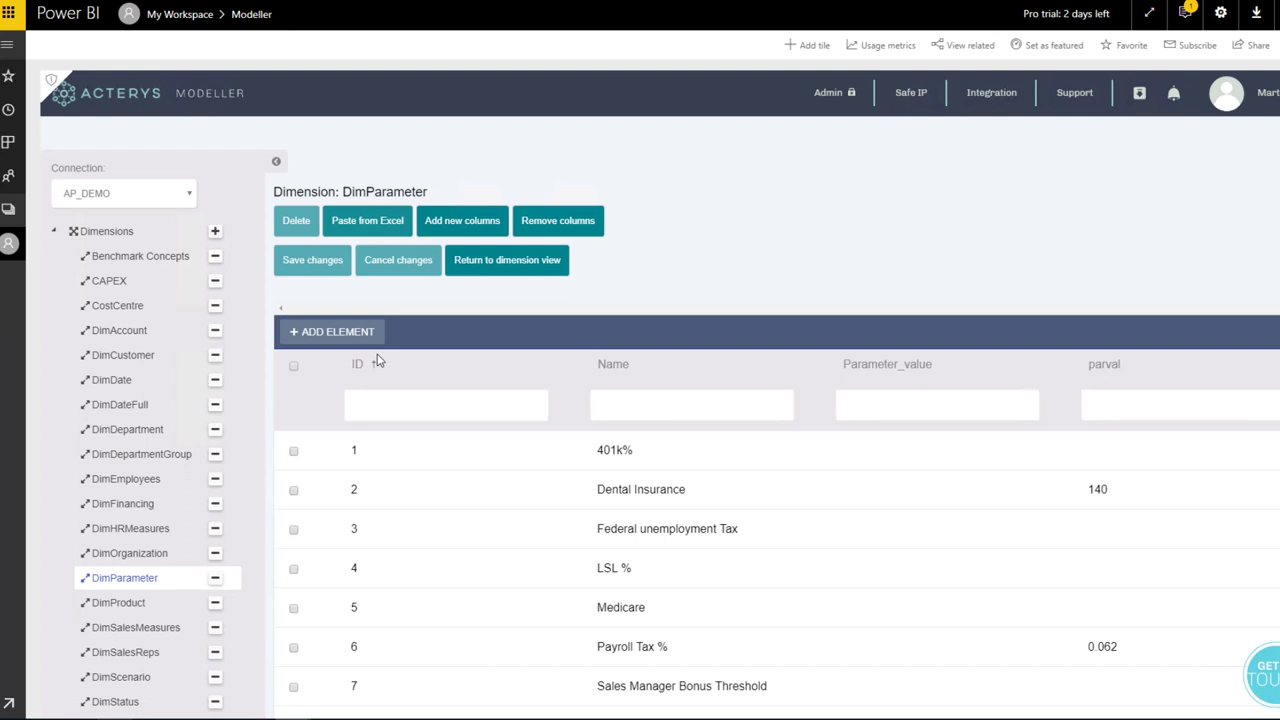 Power BI My Workspace > Modeller Pro trial: 2 days left 1
Add tile Usage metrics View related Set as featured Favorite Subscribe Share
ACTERYS MODELLER Admin Safe IP Integration Support Mart
Connection:
AP_DEMO
Dimensions
Benchmark Concepts
CAPEX
CostCentre
DimAccount
DimCustomer
DimDate
DimDateFull
DimDepartment
DimDepartmentGroup
DimEmployees
DimFinancing
DimHRMeasures
DimOrganization
DimParameter
DimProduct
DimSalesMeasures
DimSalesReps
DimScenario
DimStatus
Dimension: DimParameter
Delete Paste from Excel Add new columns Remove columns
Save changes Cancel changes Return to dimension view
+ ADD ELEMENT
ID ↑ Name Parameter_value parval
1 401k%
2 Dental Insurance 140
3 Federal unemployment Tax
4 LSL %
5 Medicare
6 Payroll Tax % 0.062
7 Sales Manager Bonus Threshold
GET
TOU